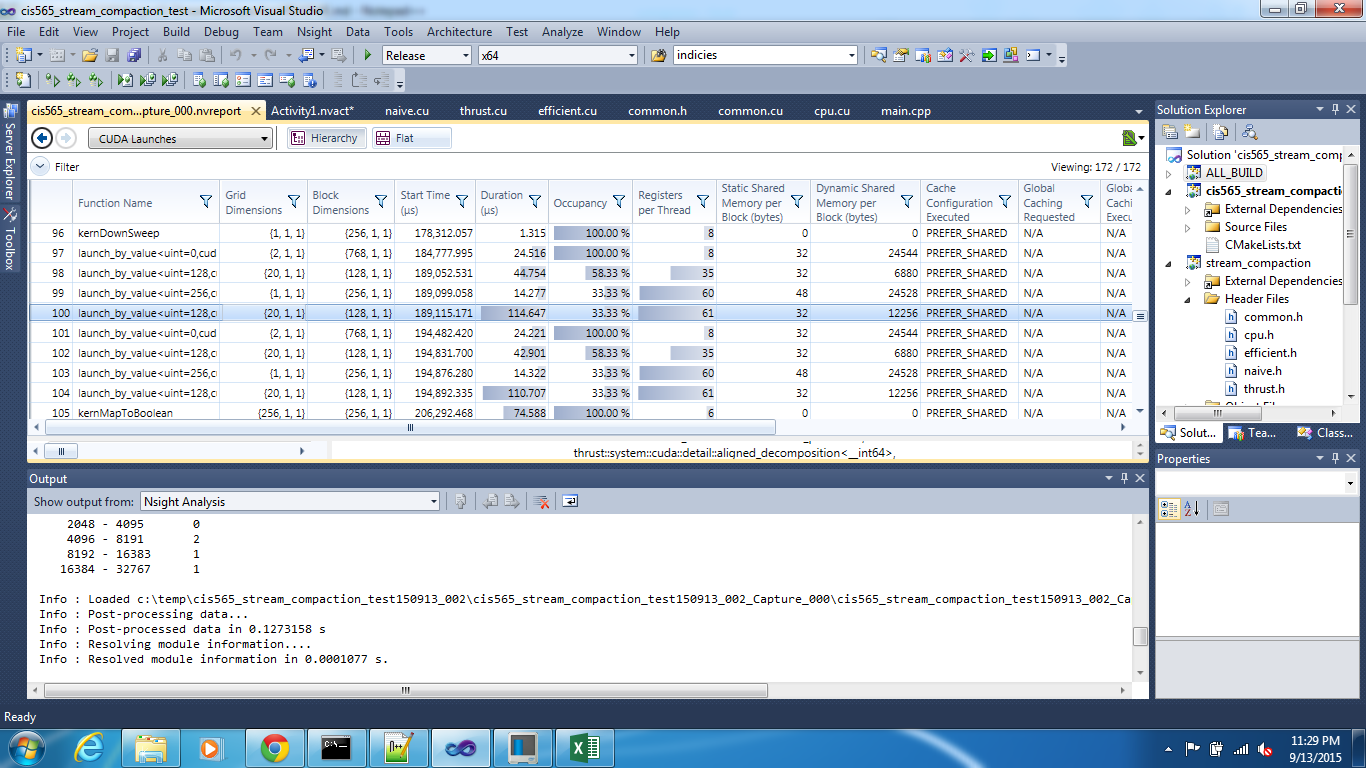 cis565_stream_compaction_test - Microsoft Visual Studio
File Edit View Project Build Debug Team Nsight Data Tools Architecture Test Analyze Window Help
Release x64 indicies
cis565_stream_com...pture_000.nvreport Activity1.nvact* naive.cu thrust.cu efficient.cu common.h common.cu cpu.cu main.cpp
CUDA Launches Hierarchy Flat
Filter Viewing: 172 / 172
Function Name Grid Dimensions Block Dimensions Start Time (µs) Duration (µs) Occupancy Registers per Thread Static Shared Memory per Block (bytes) Dynamic Shared Memory per Block (bytes) Cache Configuration Executed Global Caching Requested Globa Cachi Execu
96 kernDownSweep {1, 1, 1} {256, 1, 1} 178,312.057 1.315 100.00 % 8 0 0 PREFER_SHARED N/A N/A
97 launch_by_value<uint=0,cud {2, 1, 1} {768, 1, 1} 184,777.995 24.516 100.00 % 8 32 24544 PREFER_SHARED N/A N/A
98 launch_by_value<uint=128,c {20, 1, 1} {128, 1, 1} 189,052.531 44.754 58.33 % 35 32 6880 PREFER_SHARED N/A N/A
99 launch_by_value<uint=256,c {1, 1, 1} {256, 1, 1} 189,099.058 14.277 33.33 % 60 48 24528 PREFER_SHARED N/A N/A
100 launch_by_value<uint=128,c {20, 1, 1} {128, 1, 1} 189,115.171 114.647 33.33 % 61 32 12256 PREFER_SHARED N/A N/A
101 launch_by_value<uint=0,cud {2, 1, 1} {768, 1, 1} 194,482.420 24.221 100.00 % 8 32 24544 PREFER_SHARED N/A N/A
102 launch_by_value<uint=128,c {20, 1, 1} {128, 1, 1} 194,831.700 42.901 58.33 % 35 32 6880 PREFER_SHARED N/A N/A
103 launch_by_value<uint=256,c {1, 1, 1} {256, 1, 1} 194,876.280 14.322 33.33 % 60 48 24528 PREFER_SHARED N/A N/A
104 launch_by_value<uint=128,c {20, 1, 1} {128, 1, 1} 194,892.335 110.707 33.33 % 61 32 12256 PREFER_SHARED N/A N/A
105 kernMapToBoolean {256, 1, 1} {256, 1, 1} 206,292.468 74.588 100.00 % 6 0 0 PREFER_SHARED N/A N/A
thrust::system::cuda::detail::aligned_decomposition<__int64>,
Output
Show output from: Nsight Analysis
2048 - 4095 0
4096 - 8191 2
8192 - 16383 1
16384 - 32767 1
Info : Loaded c:\temp\cis565_stream_compaction_test150913_002\cis565_stream_compaction_test150913_002_Capture_000\cis565_stream_compaction_test150913_002_Ca
Info : Post-processing data...
Info : Post-processed data in 0.1273158 s
Info : Resolving module information....
Info : Resolved module information in 0.0001077 s.
Server Explorer
Toolbox
Solution Explorer
Solution 'cis565_stream_comp
ALL_BUILD
cis565_stream_compactio
External Dependencies
Source Files
CMakeLists.txt
stream_compaction
External Dependencies
Header Files
common.h
cpu.h
efficient.h
naive.h
thrust.h
Solut... Tea... Class...
Properties
Ready
11:29 PM
9/13/2015